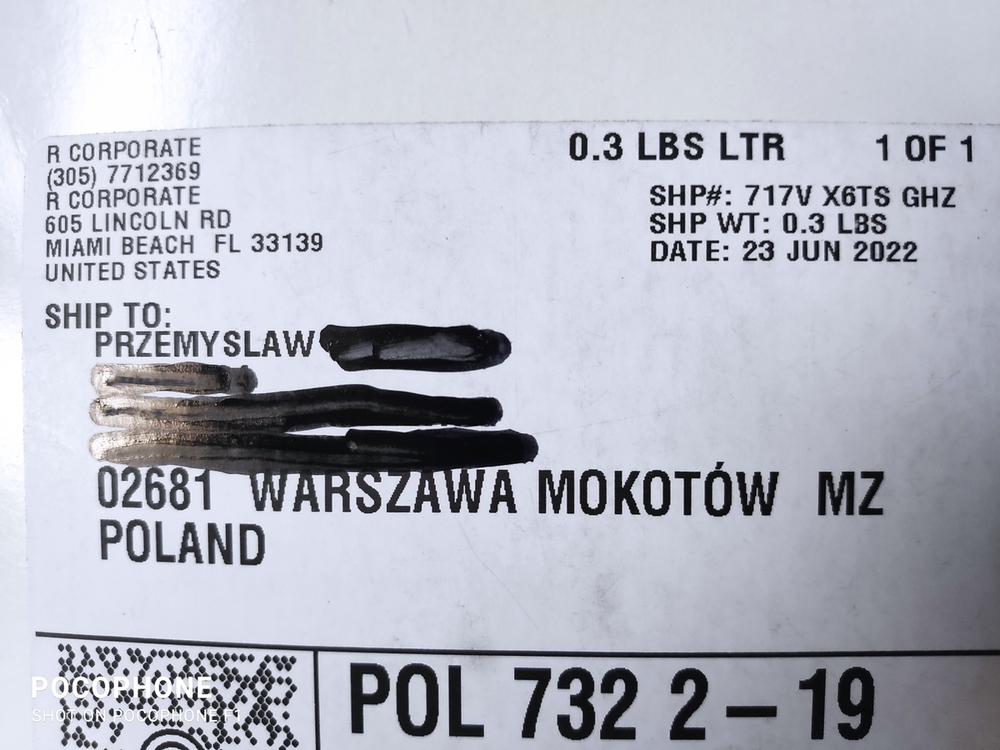 R CORPORATE
(305) 7712369
R CORPORATE
605 LINCOLN RD
MIAMI BEACH FL 33139
UNITED STATES
0.3 LBS LTR 1 OF 1
SHP#: 717V X6TS GHZ
SHP WT: 0.3 LBS
DATE: 23 JUN 2022
SHIP TO:
PRZEMYSLAW
02681 WARSZAWA MOKOTÓW MZ
POLAND
POL 732 2 – 19
POCOPHONE
SHOT ON POCOPHONE F1